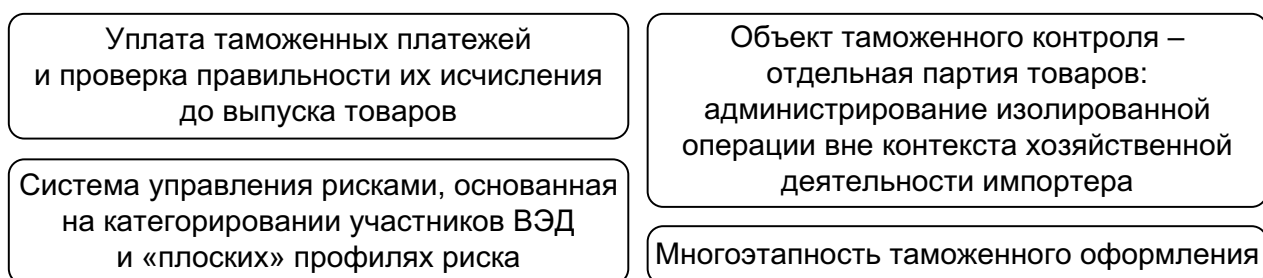 Уплата таможенных платежей
и проверка правильности их исчисления
до выпуска товаров
Система управления рисками, основанная
на категорировании участников ВЭД
и «плоских» профилях риска
Объект таможенного контроля –
отдельная партия товаров:
администрирование изолированной
операции вне контекста хозяйственной
деятельности импортера
Многоэтапность таможенного оформления